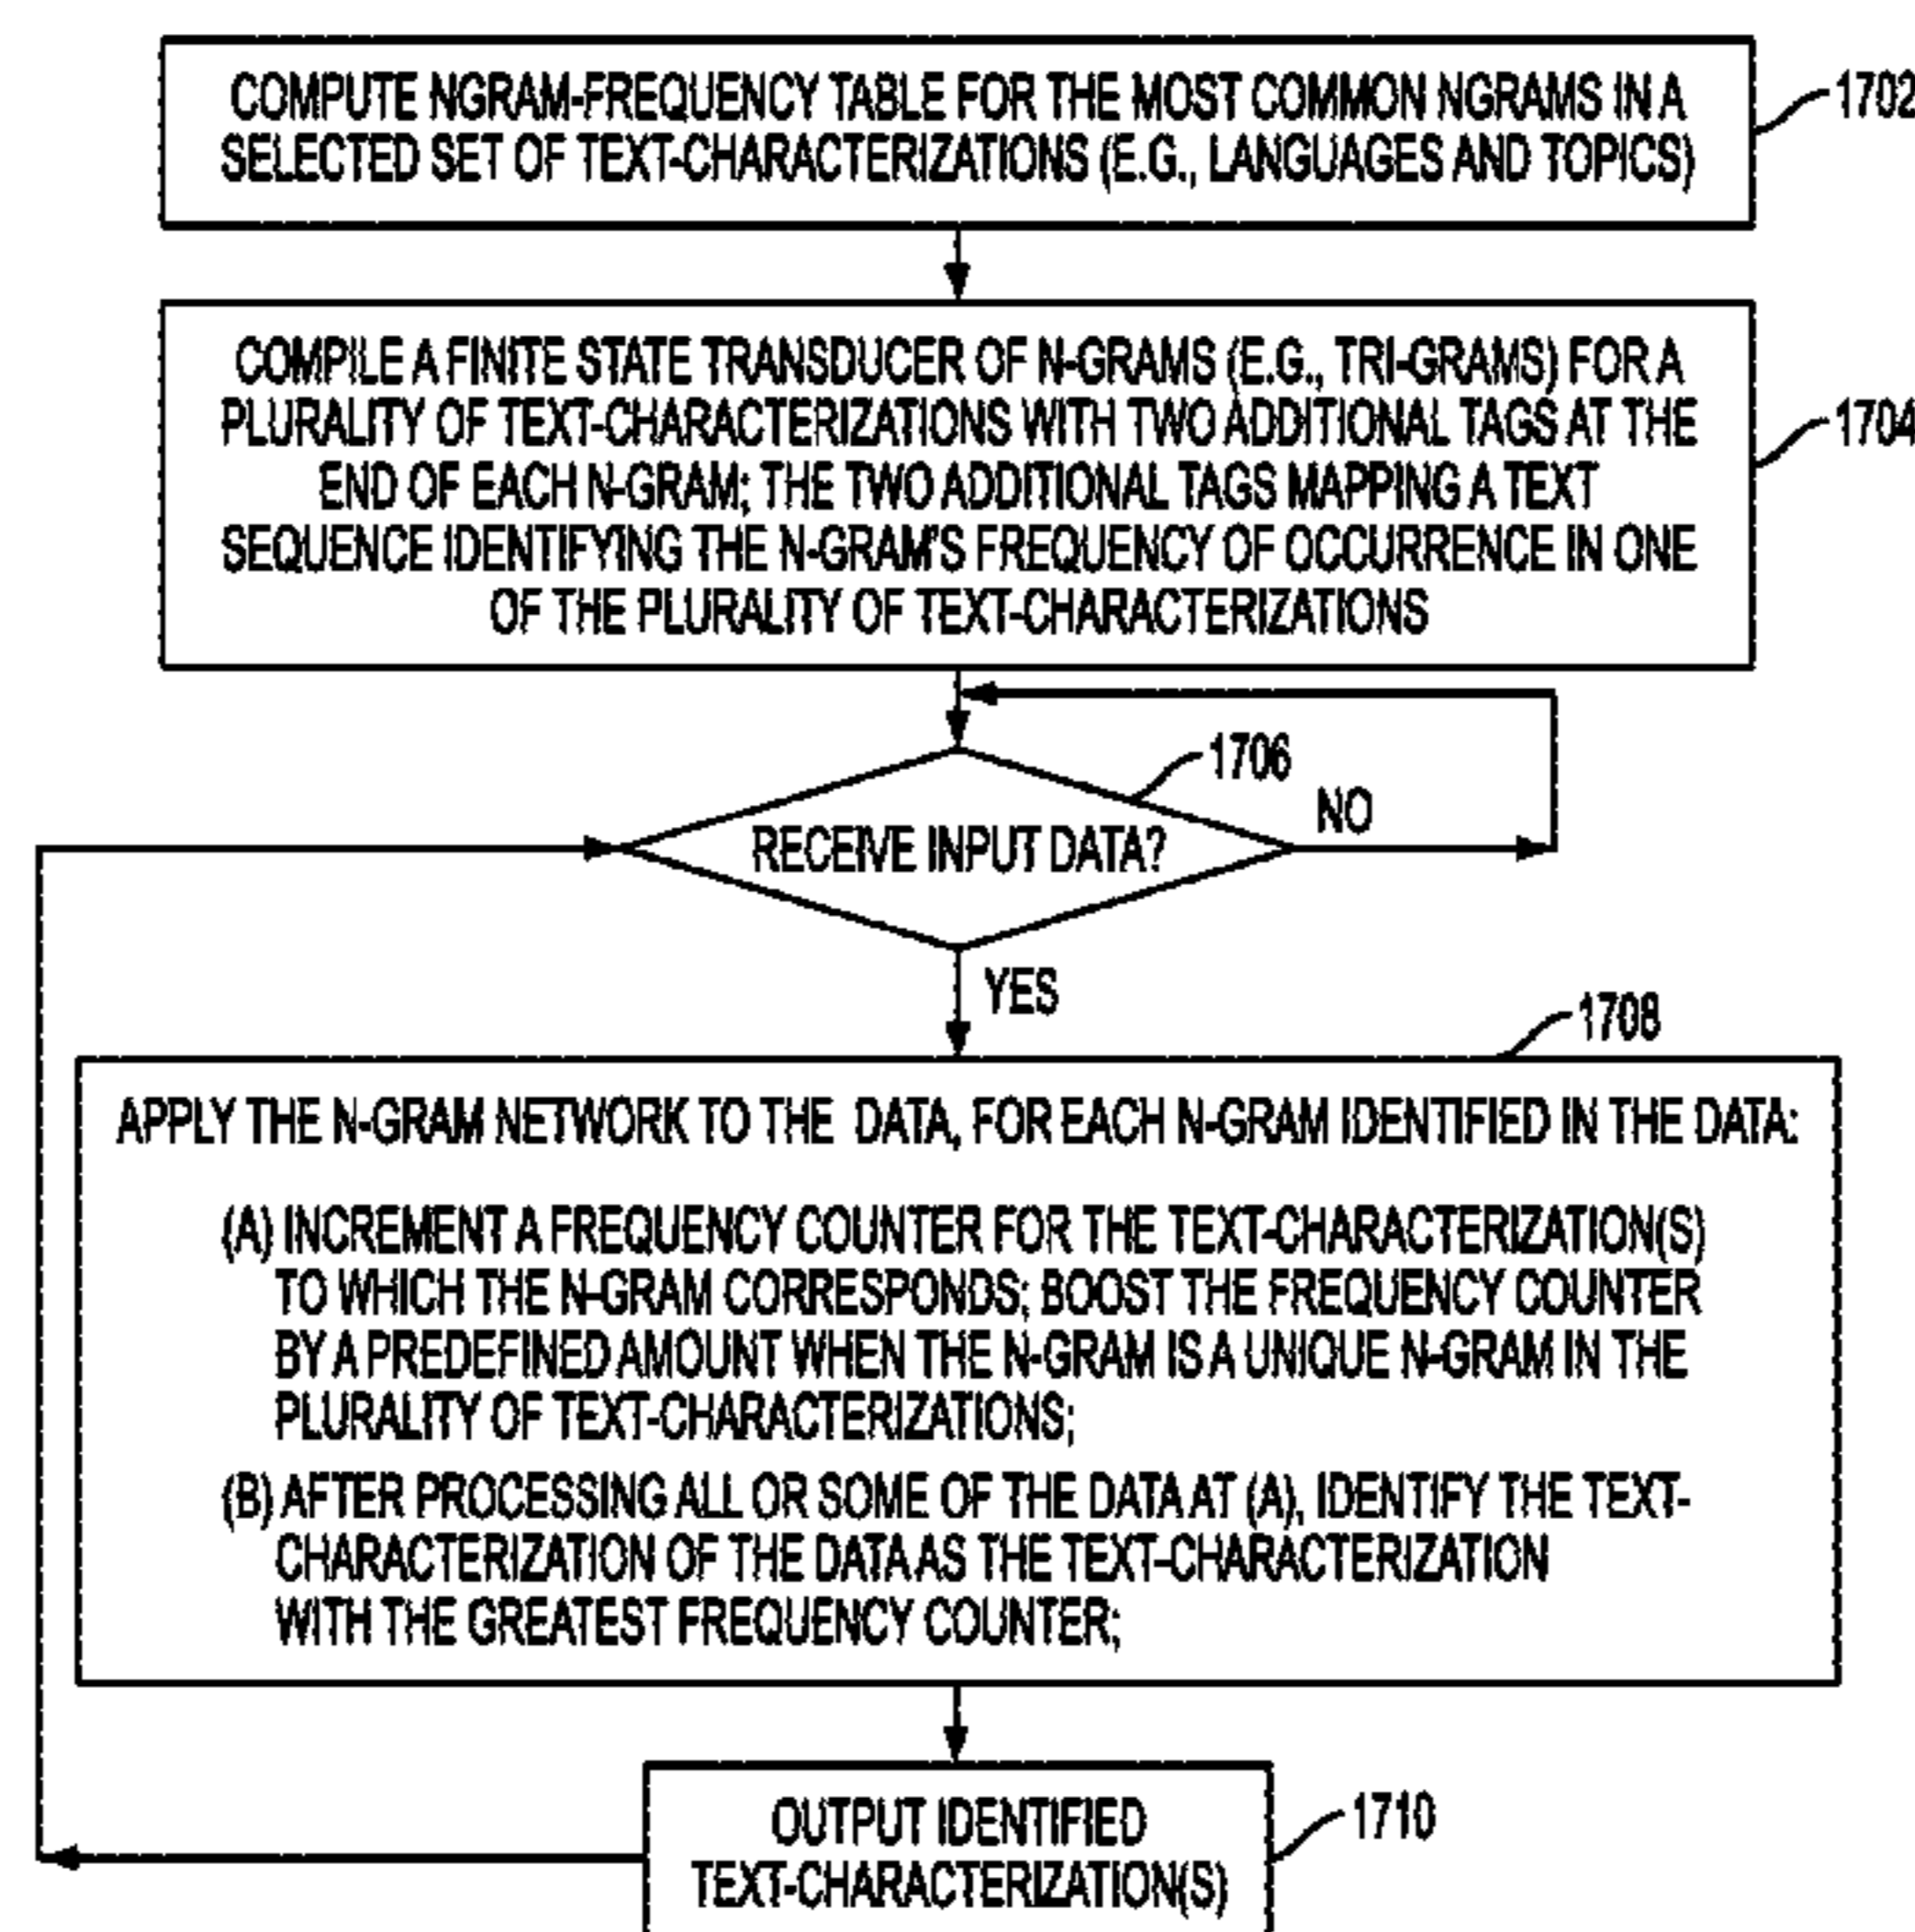 COMPUTE NGRAM-FREQUENCY TABLE FOR THE MOST COMMON NGRAMS IN A
SELECTED SET OF TEXT-CHARACTERIZATIONS (E.G., LANGUAGES AND TOPICS)
1702
COMPILE A FINITE STATE TRANSDUCER OF N-GRAMS (E.G., TRI-GRAMS) FOR A
PLURALITY OF TEXT-CHARACTERIZATIONS WITH TWO ADDITIONAL TAGS AT THE
END OF EACH N-GRAM; THE TWO ADDITIONAL TAGS MAPPING A TEXT
SEQUENCE IDENTIFYING THE N-GRAM'S FREQUENCY OF OCCURRENCE IN ONE
OF THE PLURALITY OF TEXT-CHARACTERIZATIONS
1704
1706
RECEIVE INPUT DATA?
NO
YES
1708
APPLY THE N-GRAM NETWORK TO THE DATA, FOR EACH N-GRAM IDENTIFIED IN THE DATA:
(A) INCREMENT A FREQUENCY COUNTER FOR THE TEXT-CHARACTERIZATION(S)
TO WHICH THE N-GRAM CORRESPONDS; BOOST THE FREQUENCY COUNTER
BY A PREDEFINED AMOUNT WHEN THE N-GRAM IS A UNIQUE N-GRAM IN THE
PLURALITY OF TEXT-CHARACTERIZATIONS;
(B) AFTER PROCESSING ALL OR SOME OF THE DATA AT (A), IDENTIFY THE TEXT-
CHARACTERIZATION OF THE DATA AS THE TEXT-CHARACTERIZATION
WITH THE GREATEST FREQUENCY COUNTER;
OUTPUT IDENTIFIED
TEXT-CHARACTERIZATION(S)
1710